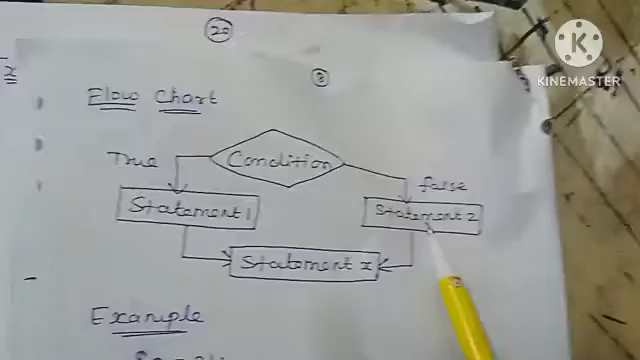 20
x
8
Flow Chart
KINEMASTER
Condition
True
false
Statement 1
Statement 2
Statement x
Example